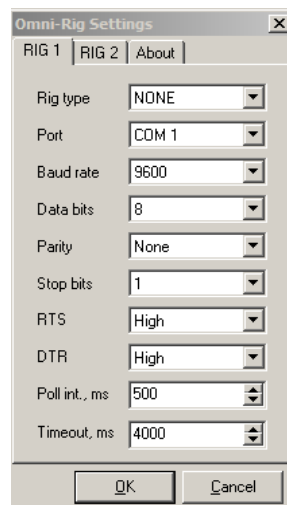 Omni-Rig Settings
RIG 1 RIG 2 About
Rig type NONE
Port COM 1
Baud rate 9600
Data bits 8
Parity None
Stop bits 1
RTS High
DTR High
Poll int., ms 500
Timeout, ms 4000
OK Cancel